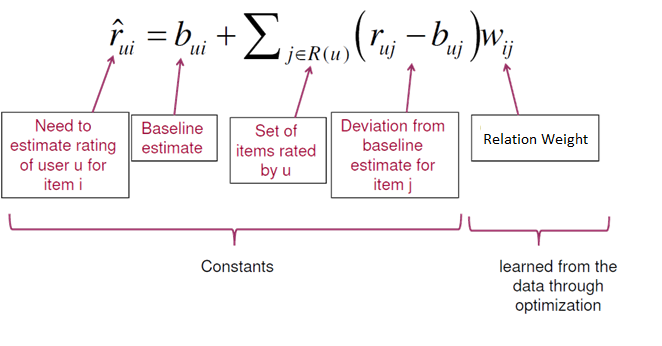 r̂ui = bui + ∑j∈R(u) (ruj − buj)wij
Need to
estimate rating
of user u for
item i
Baseline
estimate
Set of
items rated
by u
Deviation from
baseline
estimate for
item j
Relation Weight
Constants
learned from the
data through
optimization